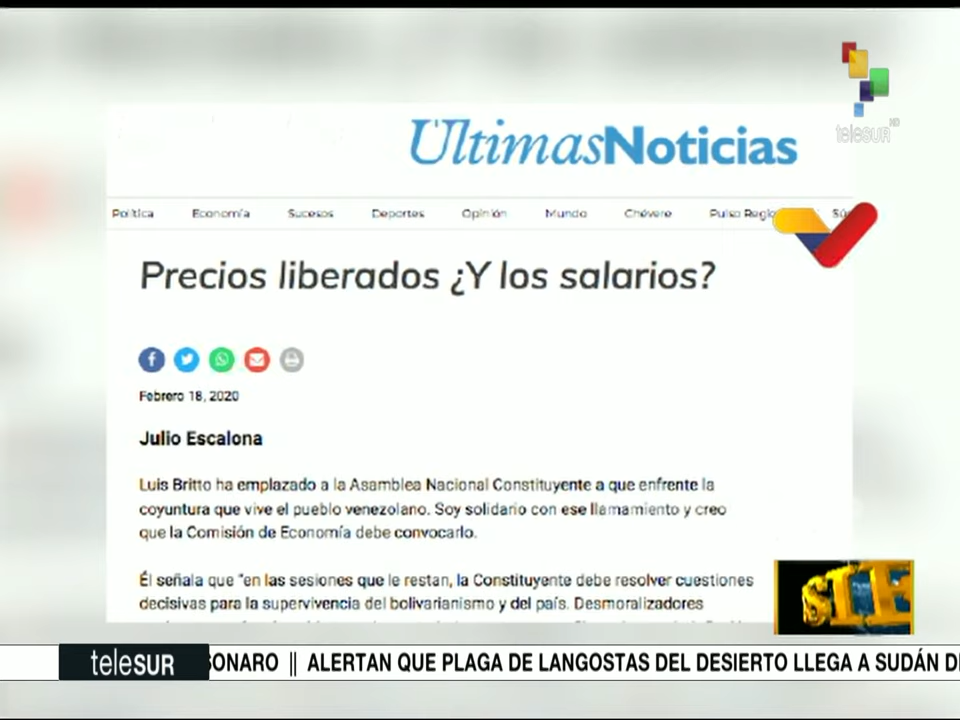 ÚltimasNoticias
teleSUR HD
Política Economía Sucesos Deportes Opinión Mundo Chévere Pulso
Precios liberados ¿Y los salarios?
Febrero 18, 2020
Julio Escalona
Luis Britto ha emplazado a la Asamblea Nacional Constituyente a que enfrente la
coyuntura que vive el pueblo venezolano. Soy solidario con ese llamamiento y creo
que la Comisión de Economía debe convocarlo.
Él señala que "en las sesiones que le restan, la Constituyente debe resolver cuestiones
decisivas para la supervivencia del bolivarianismo y del país. Desmoralizadores
teleSUR
SONARO || ALERTAN QUE PLAGA DE LANGOSTAS DEL DESIERTO LLEGA A SUDÁN